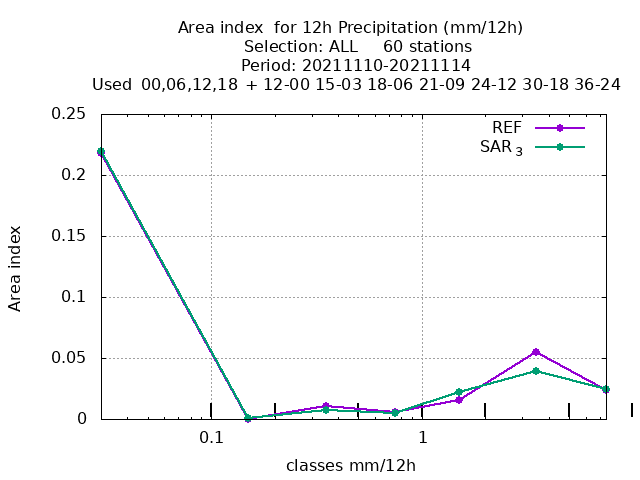 Area index  for 12h Precipitation (mm/12h)
Selection: ALL     60 stations
Period: 20211110-20211114
Used  00,06,12,18  + 12-00 15-03 18-06 21-09 24-12 30-18 36-24
0.25
0.2
0.15
0.1
0.05
0
Area index
REF
SAR 3
0.1
1
classes mm/12h